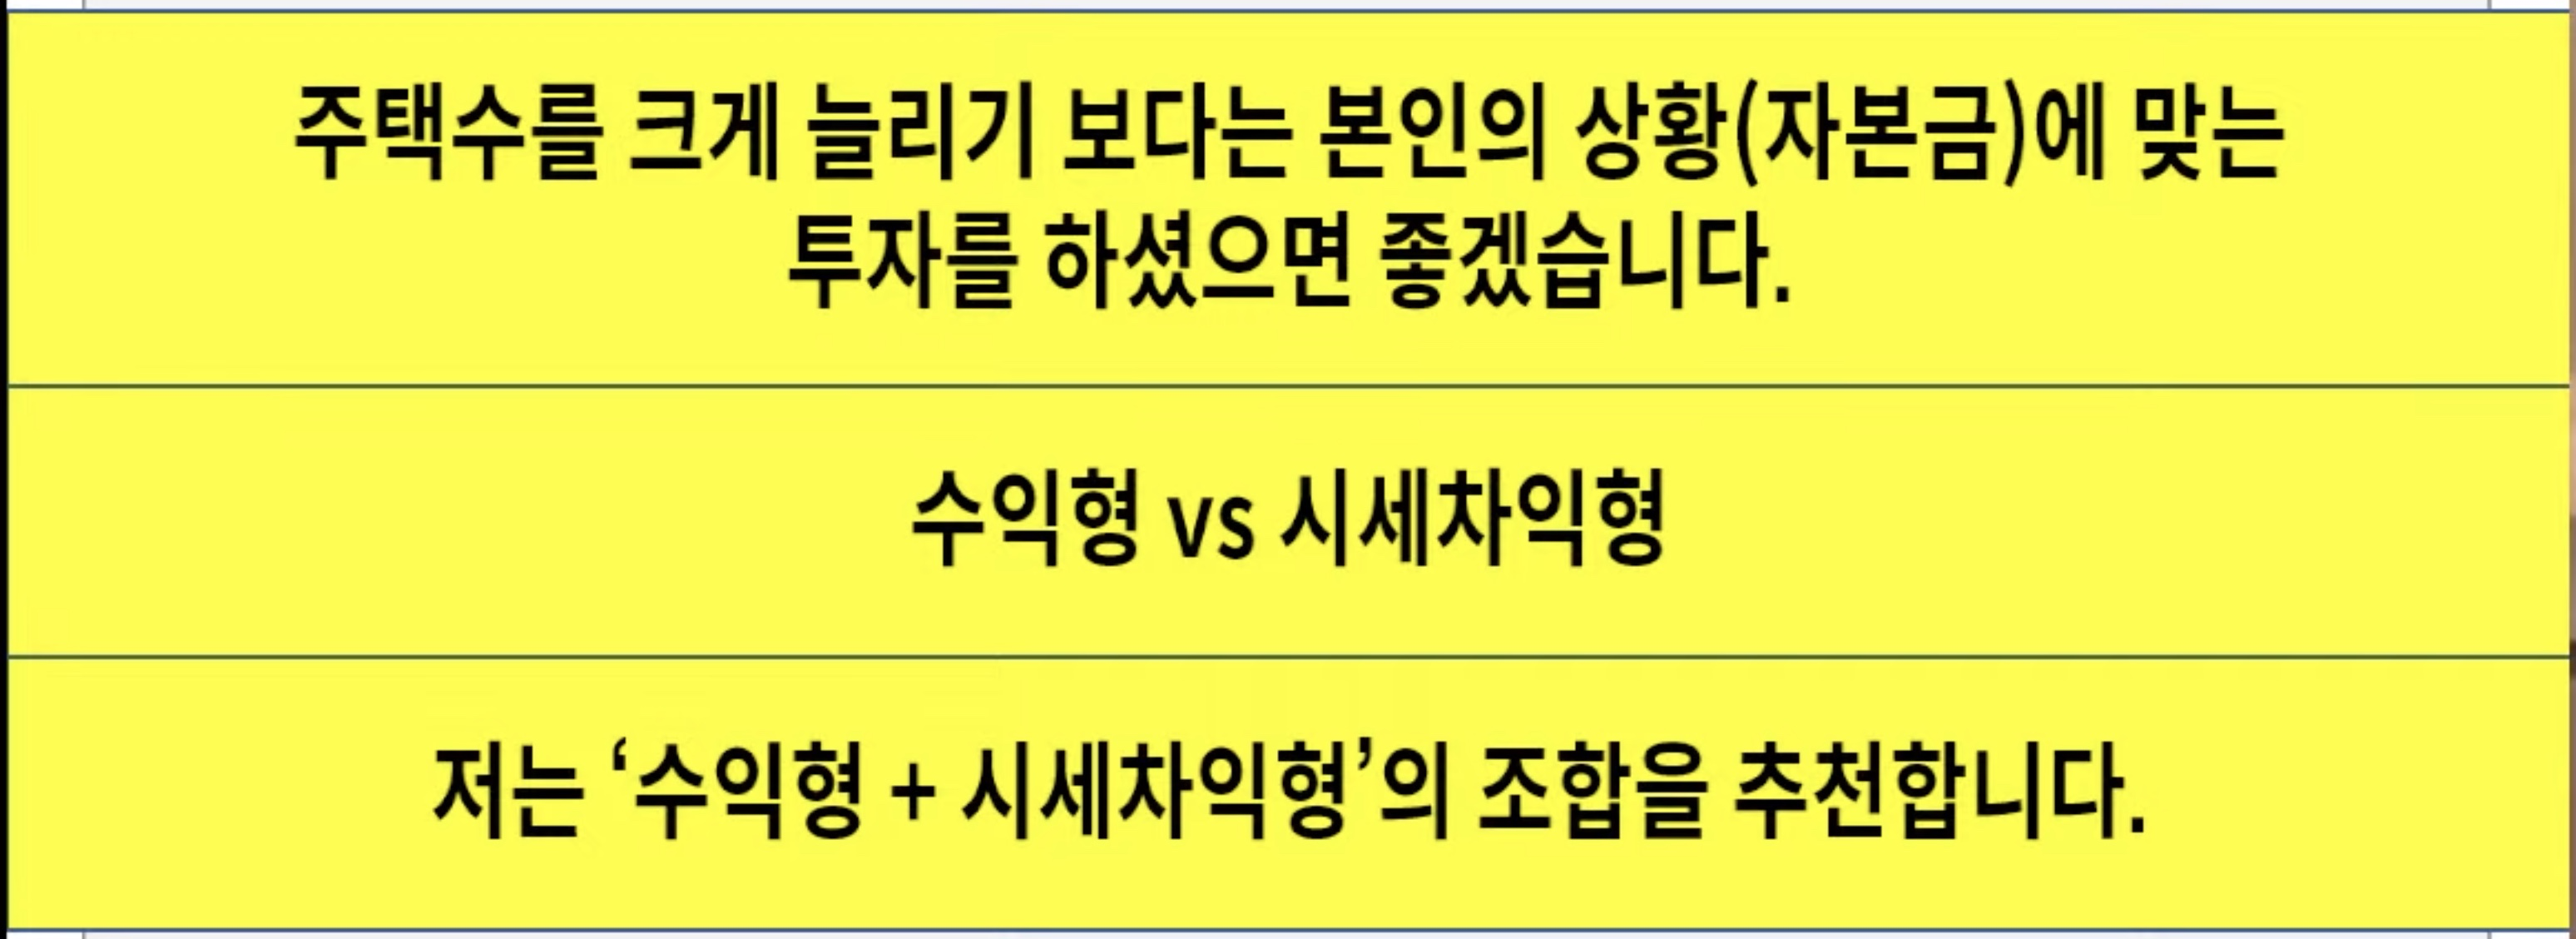 주택수를 크게 늘리기 보다는 본인의 상황(자본금)에 맞는
투자를 하셨으면 좋겠습니다.
수익형 vs 시세차익형
저는 ‘수익형 + 시세차익형’의 조합을 추천합니다.